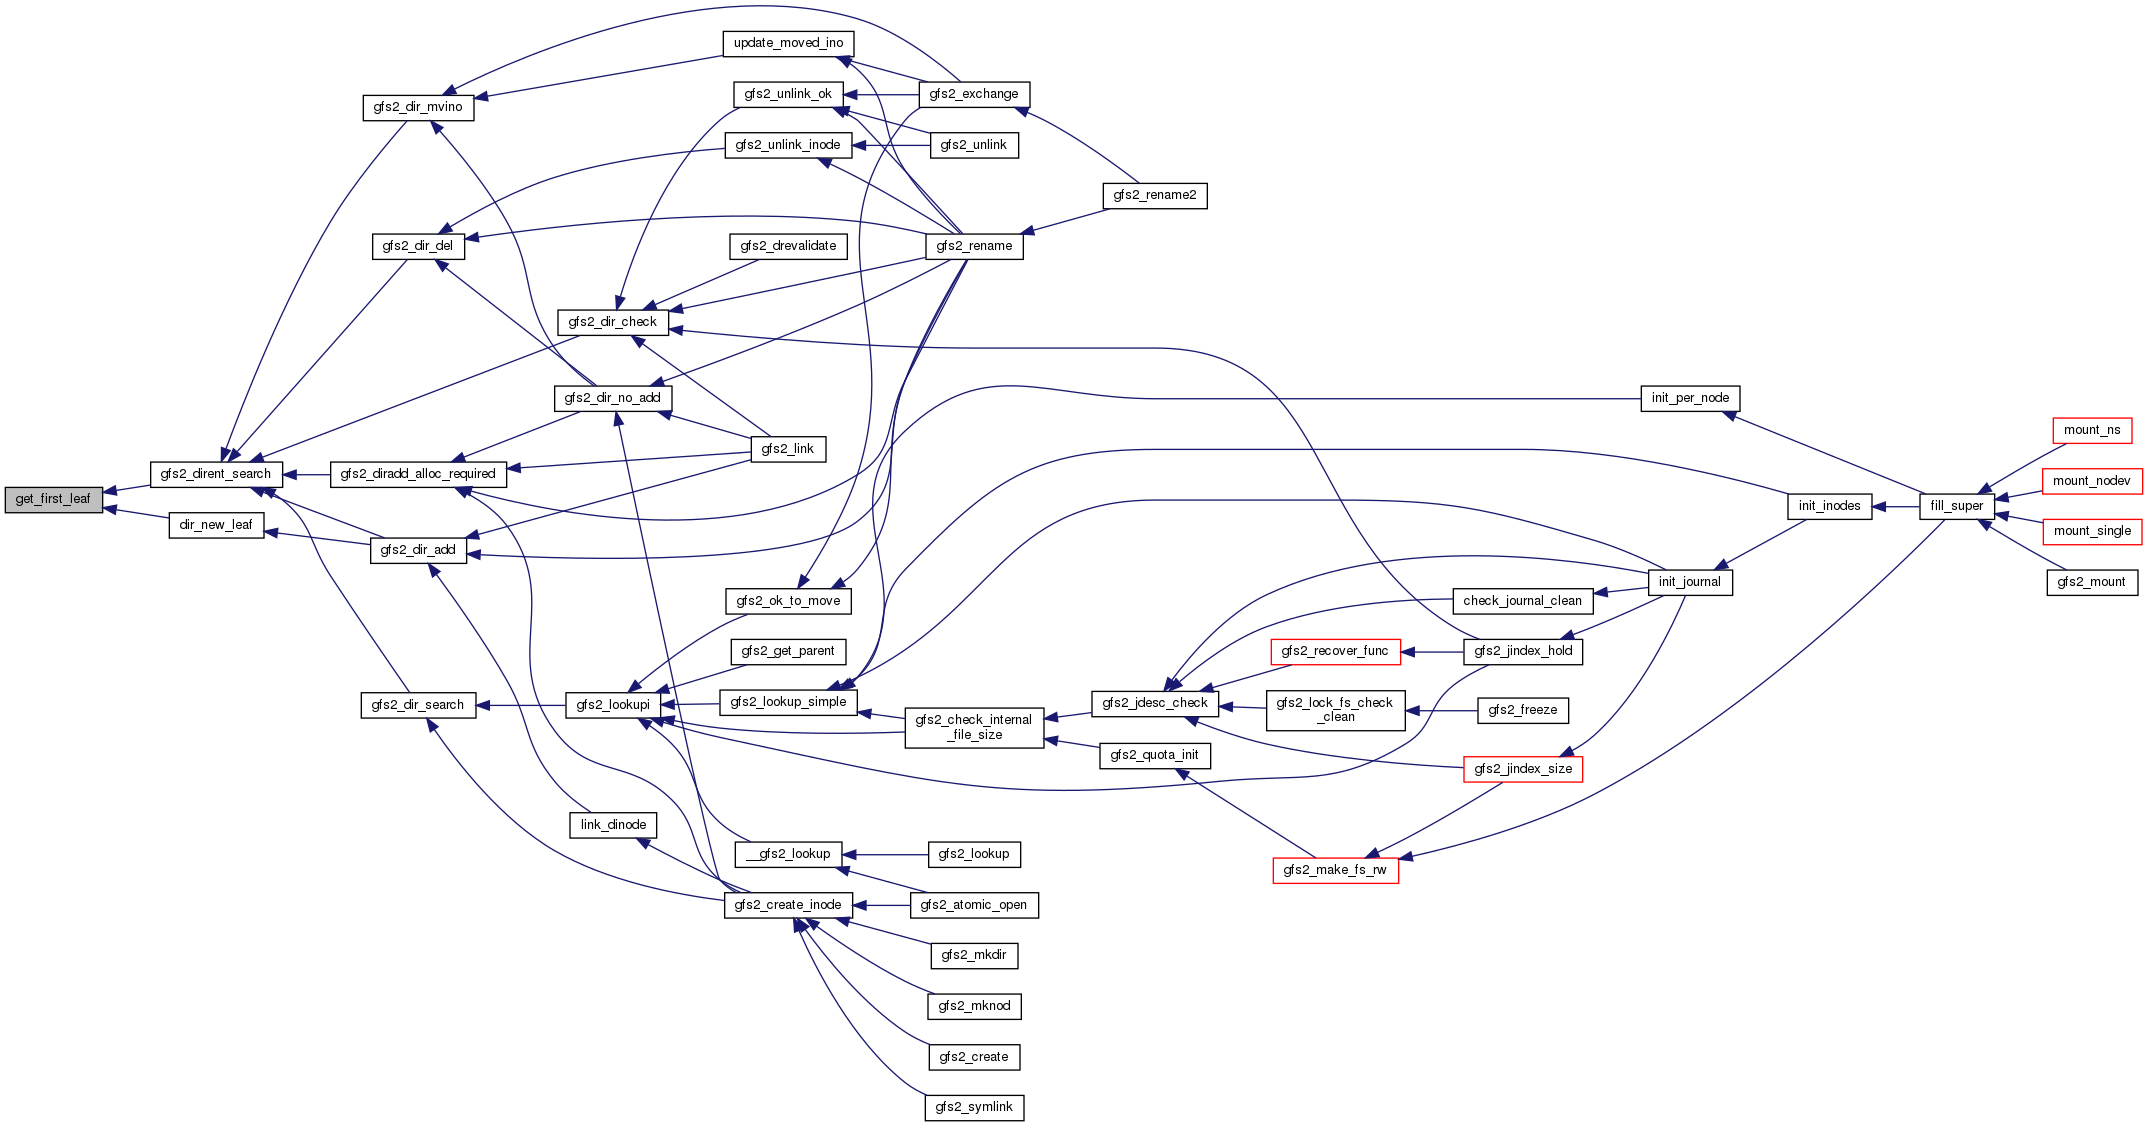 get_first_leaf
gfs2_dirent_search
dir_new_leaf
gfs2_dir_mvino
gfs2_dir_del
gfs2_diradd_alloc_required
gfs2_dir_add
gfs2_dir_search
gfs2_dir_check
gfs2_dir_no_add
gfs2_lookupi
link_dinode
update_moved_ino
gfs2_unlink_ok
gfs2_unlink_inode
gfs2_drevalidate
gfs2_link
gfs2_ok_to_move
gfs2_get_parent
gfs2_lookup_simple
__gfs2_lookup
gfs2_create_inode
gfs2_exchange
gfs2_unlink
gfs2_rename
gfs2_check_internal
_file_size
gfs2_lookup
gfs2_atomic_open
gfs2_mkdir
gfs2_mknod
gfs2_create
gfs2_symlink
gfs2_rename2
gfs2_jdesc_check
gfs2_quota_init
gfs2_recover_func
gfs2_lock_fs_check
_clean
gfs2_make_fs_rw
check_journal_clean
gfs2_jindex_hold
gfs2_freeze
gfs2_jindex_size
init_per_node
init_journal
init_inodes
fill_super
mount_ns
mount_nodev
mount_single
gfs2_mount